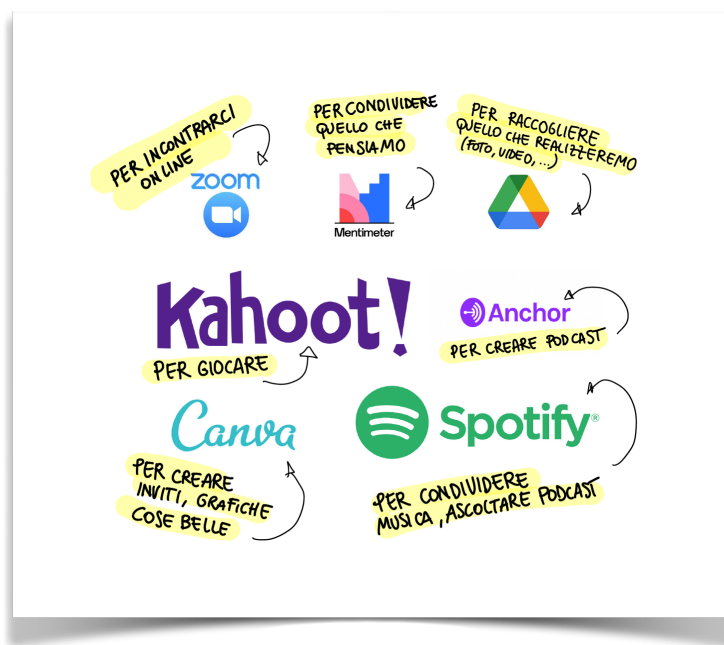 PER INCONTRARCI
ON LINE
zoom
PER CONDIVIDERE
QUELLO CHE
PENSIAMO
Mentimeter
PER RACCOGLIERE
QUELLO CHE REALIZZEREMO
(FOTO, VIDEO, ...)
Kahoot!
PER GIOCARE
Anchor
PER CREARE PODCAST
Canva
PER CREARE
INVITI, GRAFICHE
COSE BELLE
Spotify®
PER CONDIVIDERE
MUSICA, ASCOLTARE PODCAST